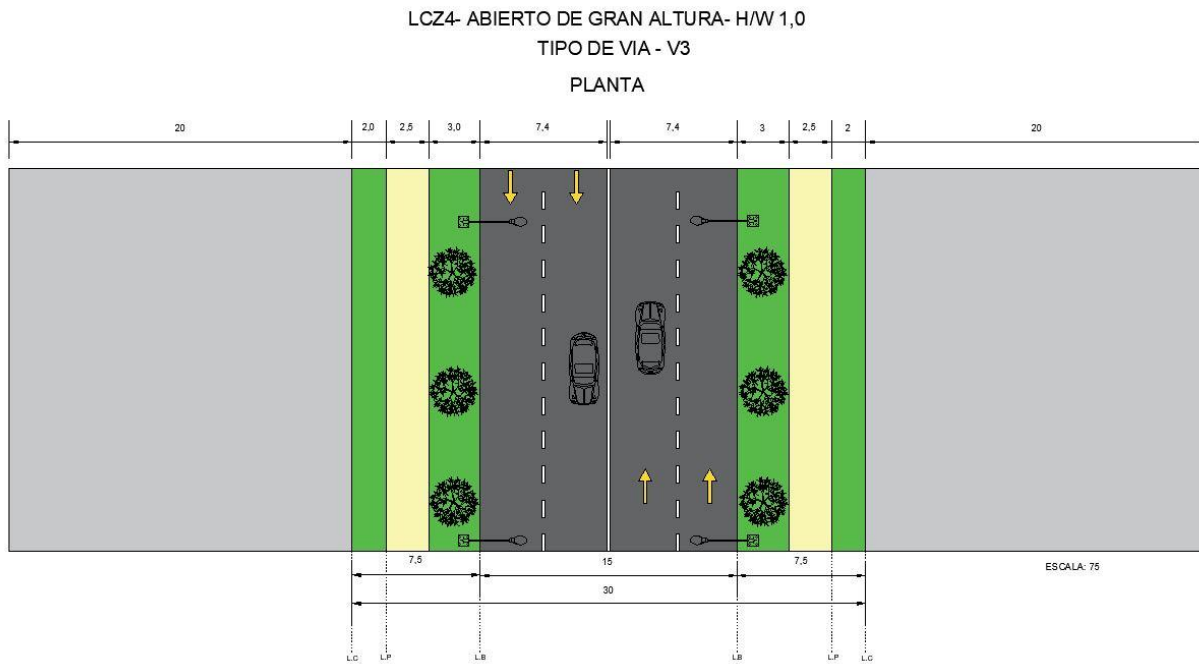 LCZ4- ABIERTO DE GRAN ALTURA- H/W 1,0
TIPO DE VIA - V3
PLANTA
20 2,0 2,5 3,0 7,4 7,4 3 2,5 2 20
7,5 15 7,5
ESCALA: 75
30
L.C L.P L.B L.B L.P L.C